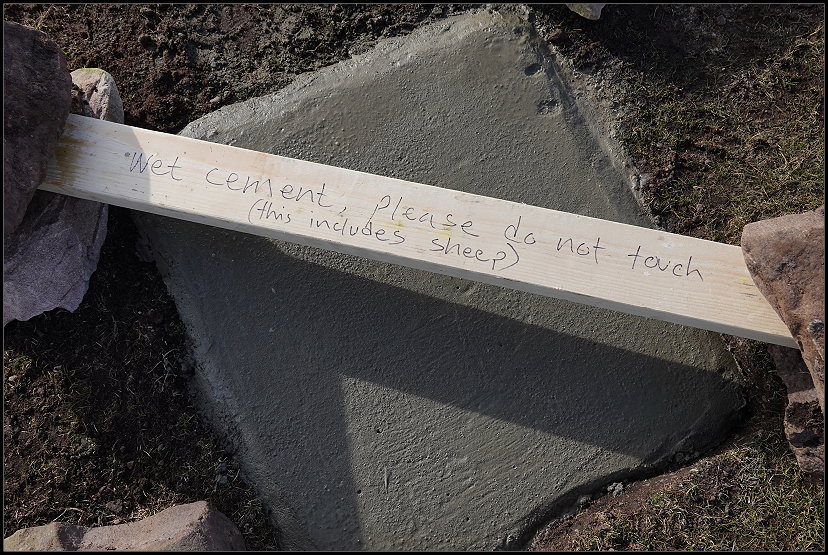 Wet cement, please do not touch
(this includes sheep)